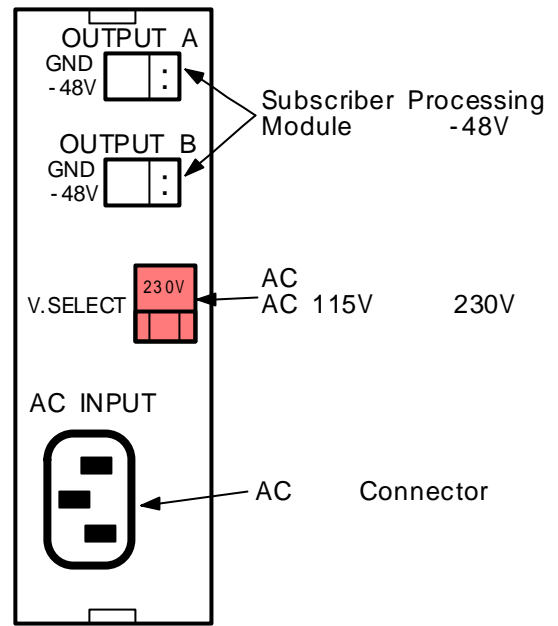 OUTPUT A
GND
-48V
Subscriber Processing
Module -48V
OUTPUT B
GND
-48V
230V
V.SELECT
AC
AC 115V 230V
AC INPUT
AC Connector